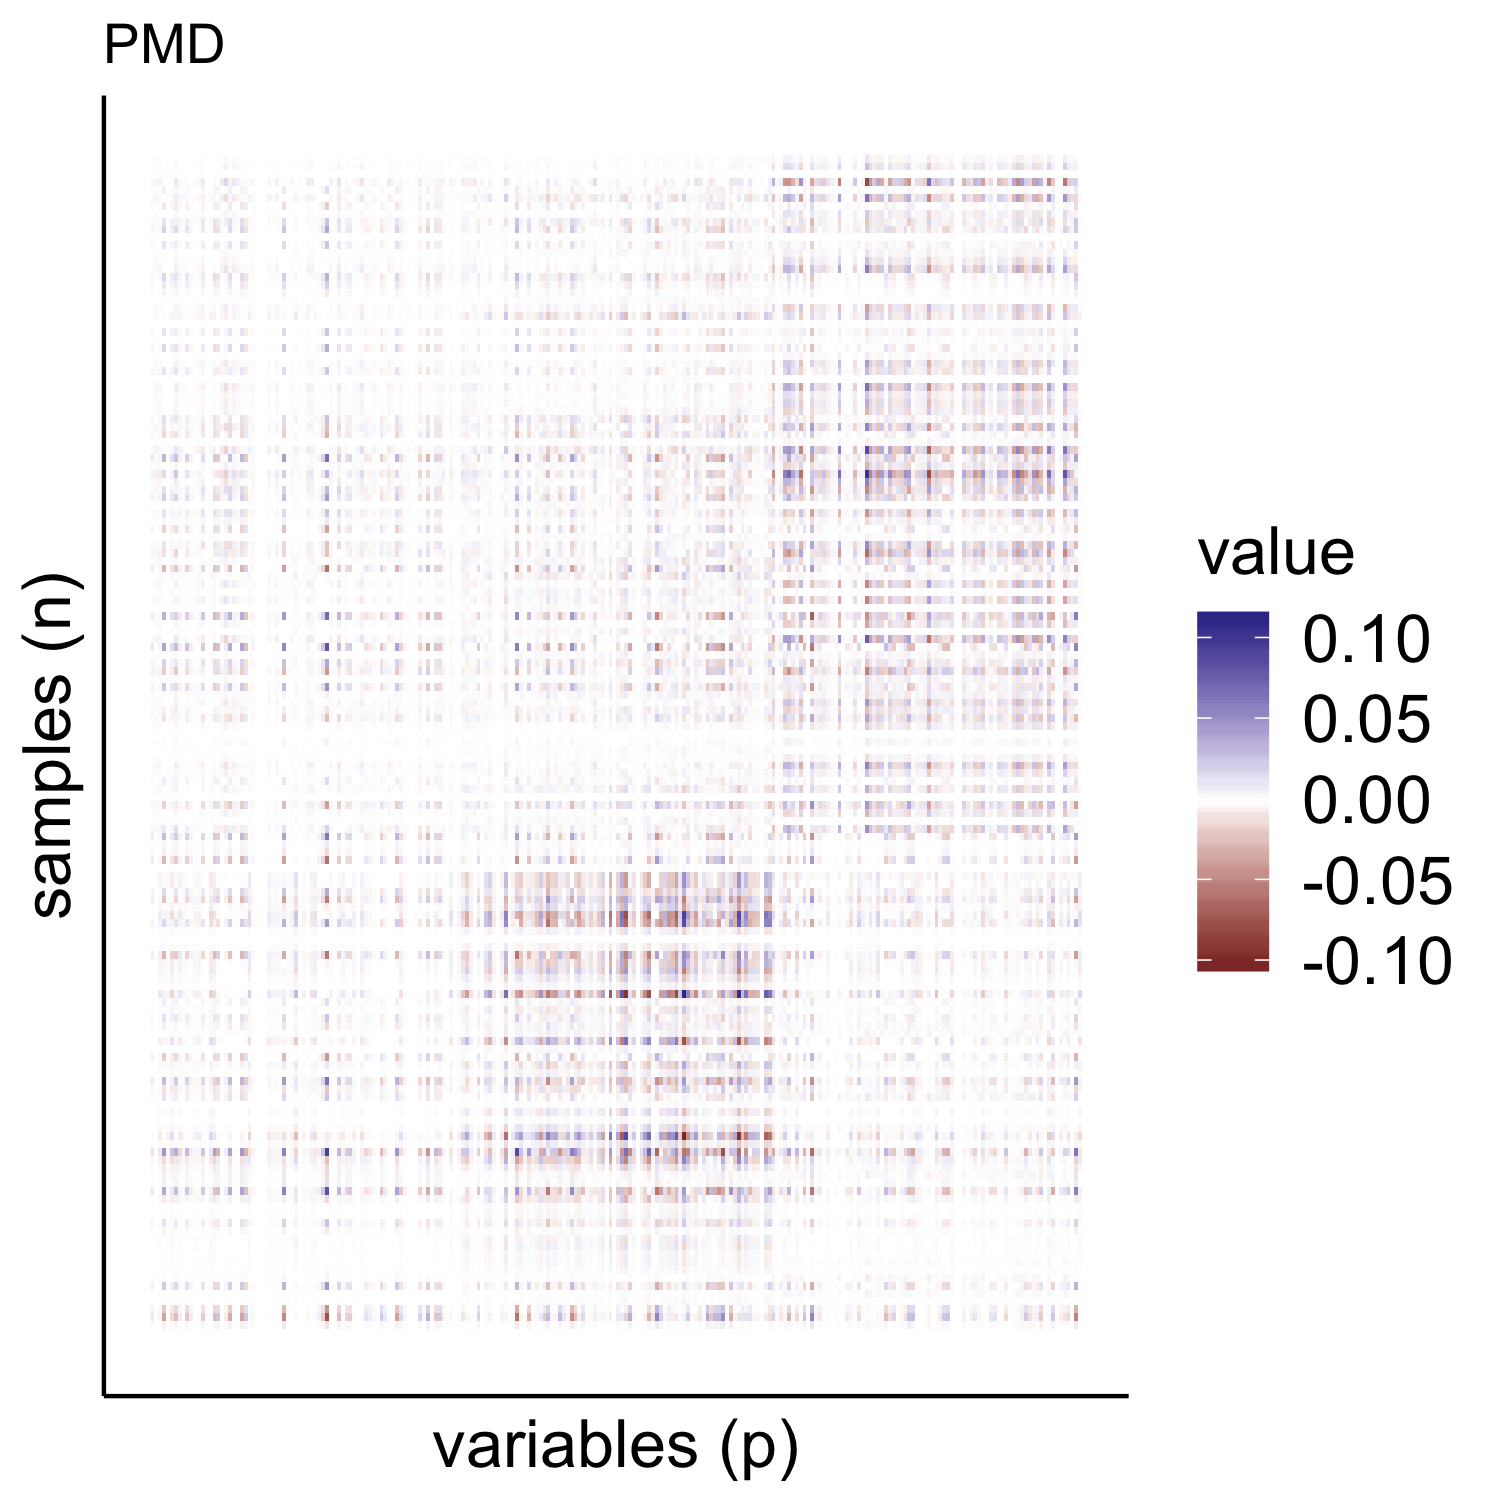 PMD
samples (n)
variables (p)
value
0.10
0.05
0.00
-0.05
-0.10